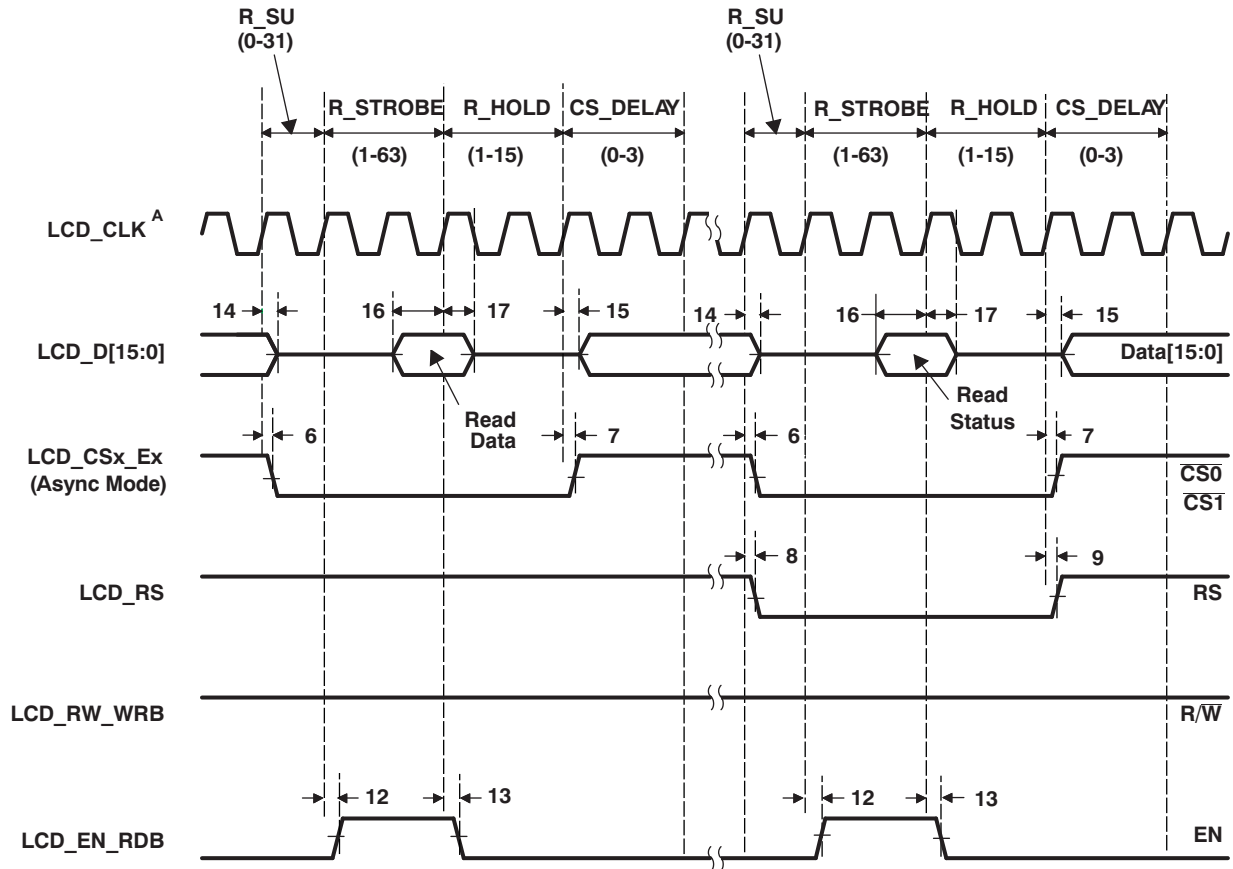 R_SU
(0-31)
R_SU
(0-31)
R_STROBE R_HOLD CS_DELAY R_STROBE R_HOLD CS_DELAY
(1-63) (1-15) (0-3) (1-63) (1-15) (0-3)
LCD_CLK A
14 16 17 15 14 16 17 15
LCD_D[15:0] Data[15:0]
Read
Data
Read
Status
6 7 6 7
LCD_CSx_Ex
(Async Mode)
CS0
CS1
8 9
LCD_RS RS
LCD_RW_WRB R/W
12 13 12 13
LCD_EN_RDB EN